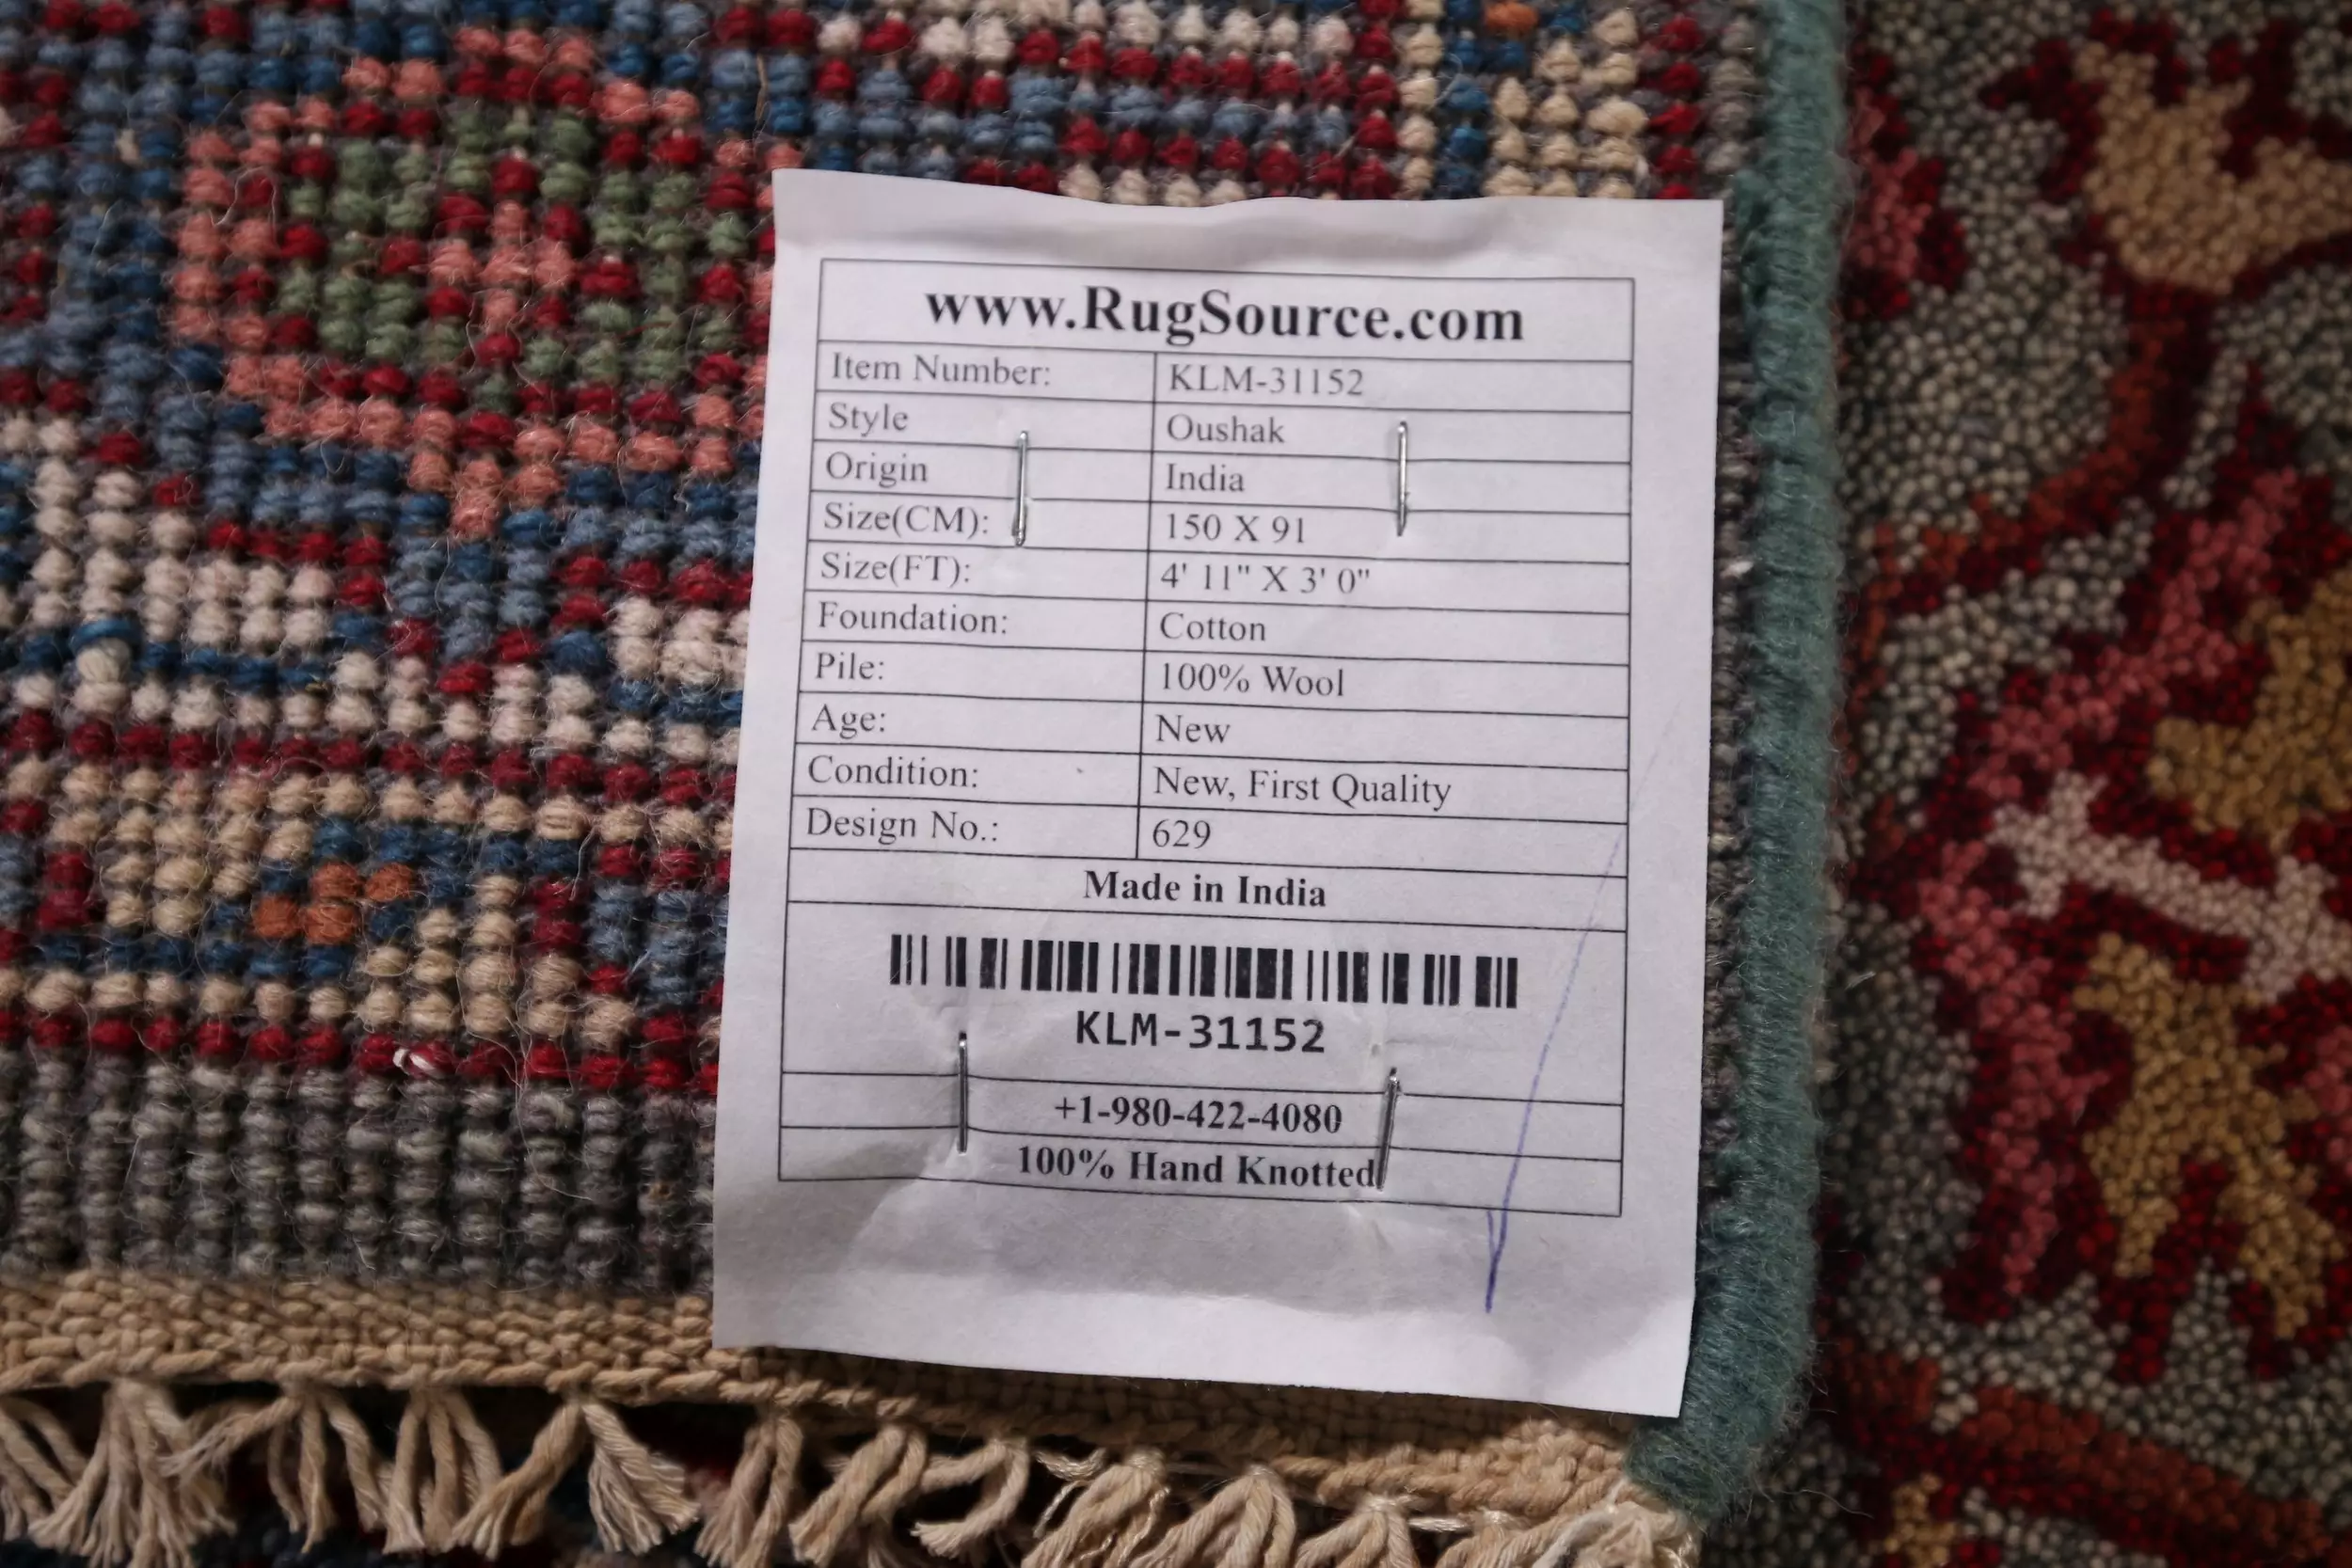 www.RugSource.com
Item Number: KLM-31152
Style Oushak
Origin India
Size(CM): 150 X 91
Size(FT): 4' 11" X 3' 0"
Foundation: Cotton
Pile: 100% Wool
Age: New
Condition: New, First Quality
Design No.: 629
Made in India
KLM-31152
+1-980-422-4080
100% Hand Knotted